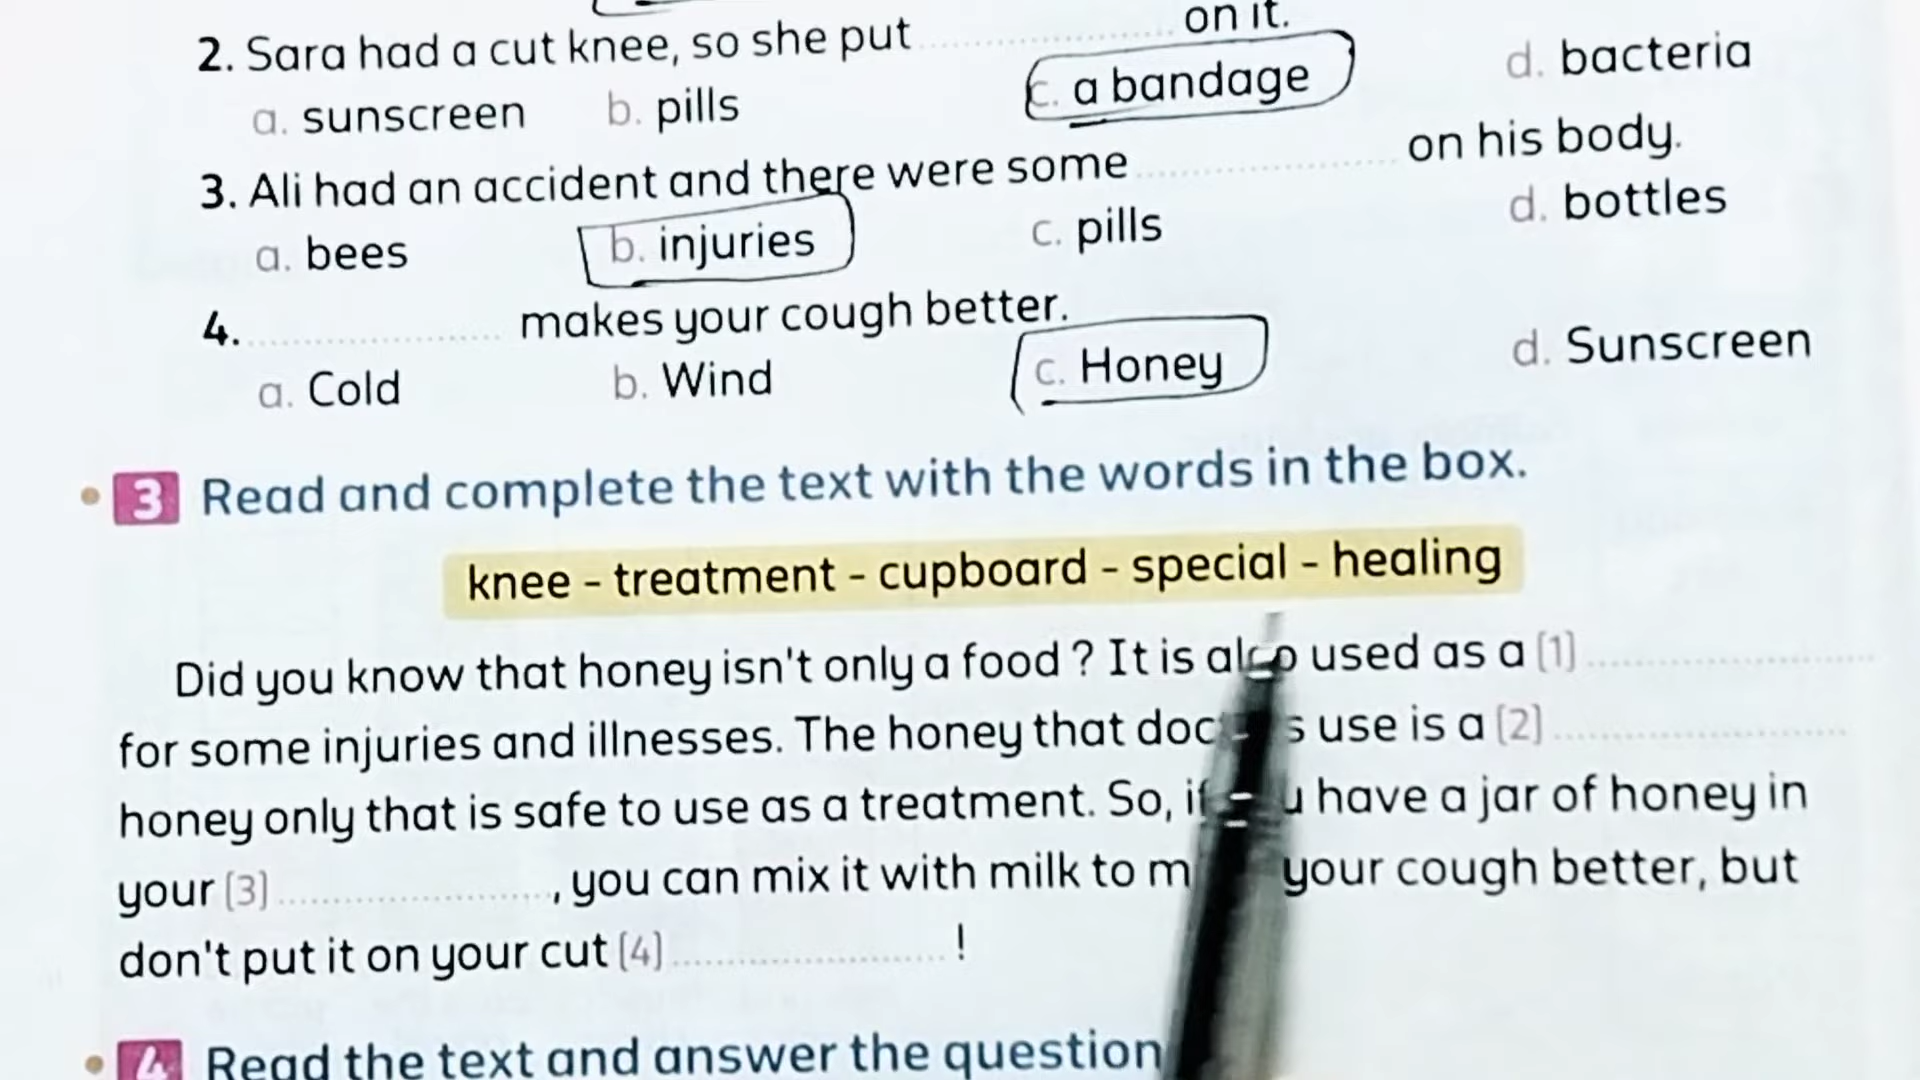 2. Sara had a cut knee, so she put .................... on it.
a. sunscreen b. pills c. a bandage d. bacteria
3. Ali had an accident and there were some .................... on his body.
a. bees b. injuries c. pills d. bottles
4. .................... makes your cough better.
a. Cold b. Wind c. Honey d. Sunscreen
3 Read and complete the text with the words in the box.
knee - treatment - cupboard - special - healing
Did you know that honey isn't only a food ? It is also used as a (1) ....................
for some injuries and illnesses. The honey that doctors use is a (2) ....................
honey only that is safe to use as a treatment. So, if you have a jar of honey in
your (3) ...................., you can mix it with milk to your cough better, but
don't put it on your cut (4) .................... !
4 Read the text and answer the question